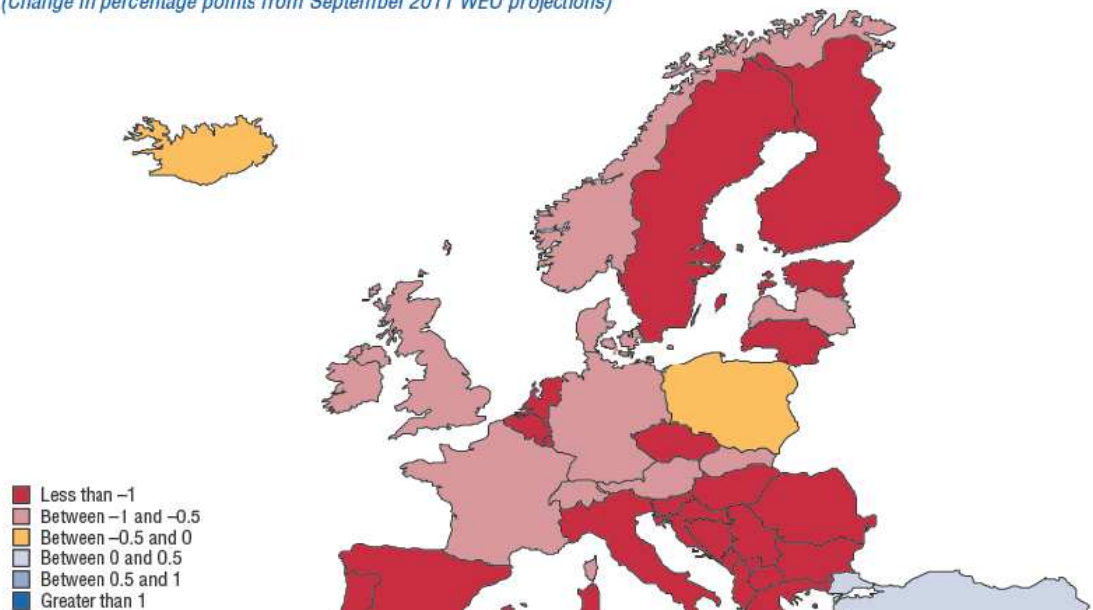 (Change in percentage points from September 2011 WEO projections)
Less than –1
Between –1 and –0.5
Between –0.5 and 0
Between 0 and 0.5
Between 0.5 and 1
Greater than 1